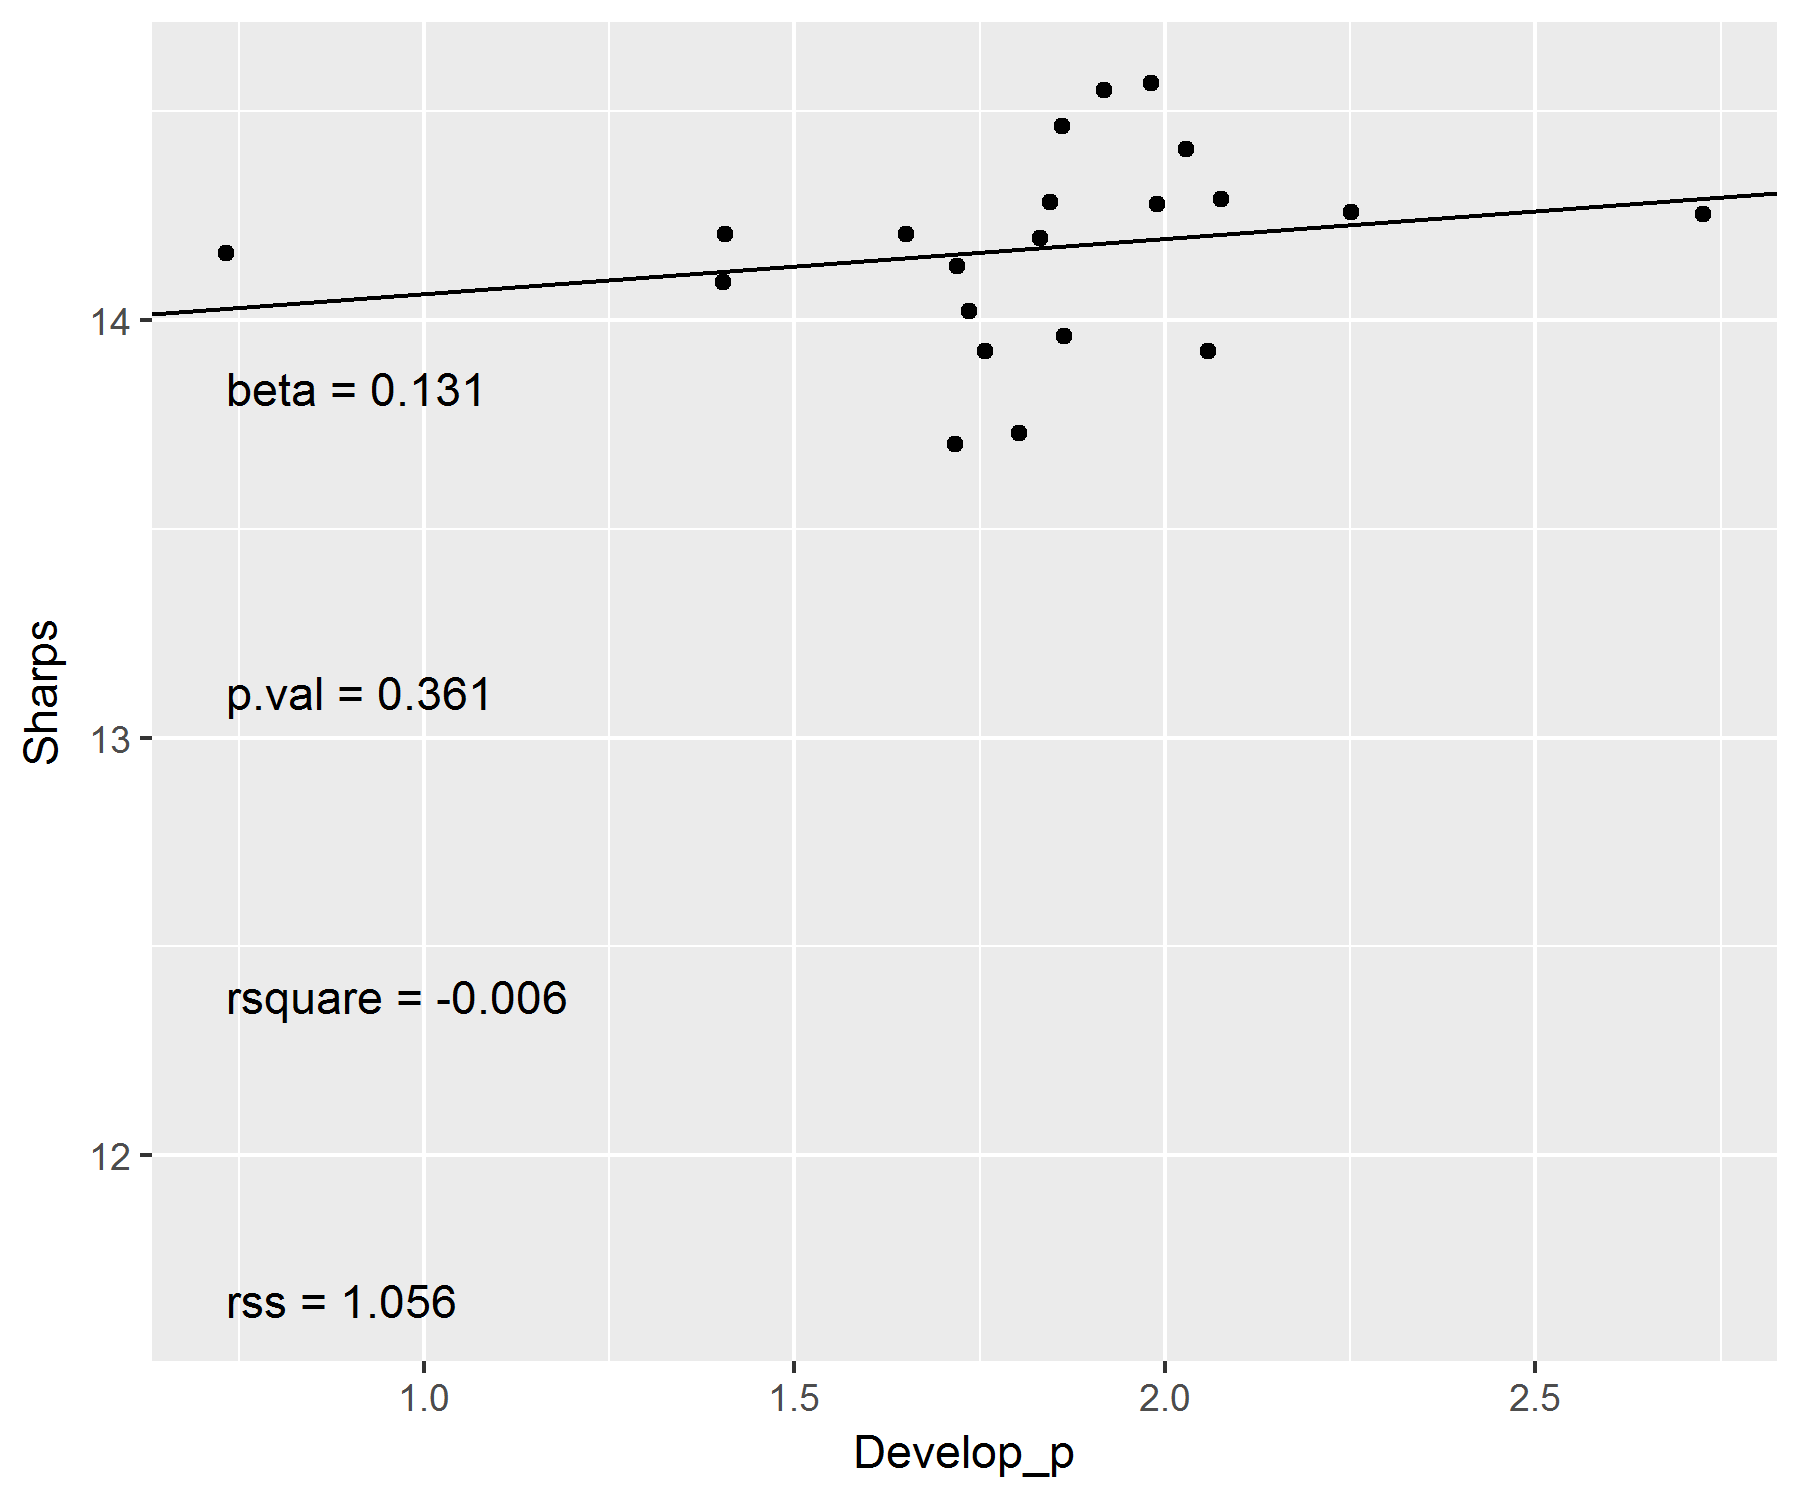 14
beta = 0.131
p.val = 0.361
13
Sharps
rsquare = -0.006
12
rss = 1.056
1.0 1.5 2.0 2.5
Develop_p